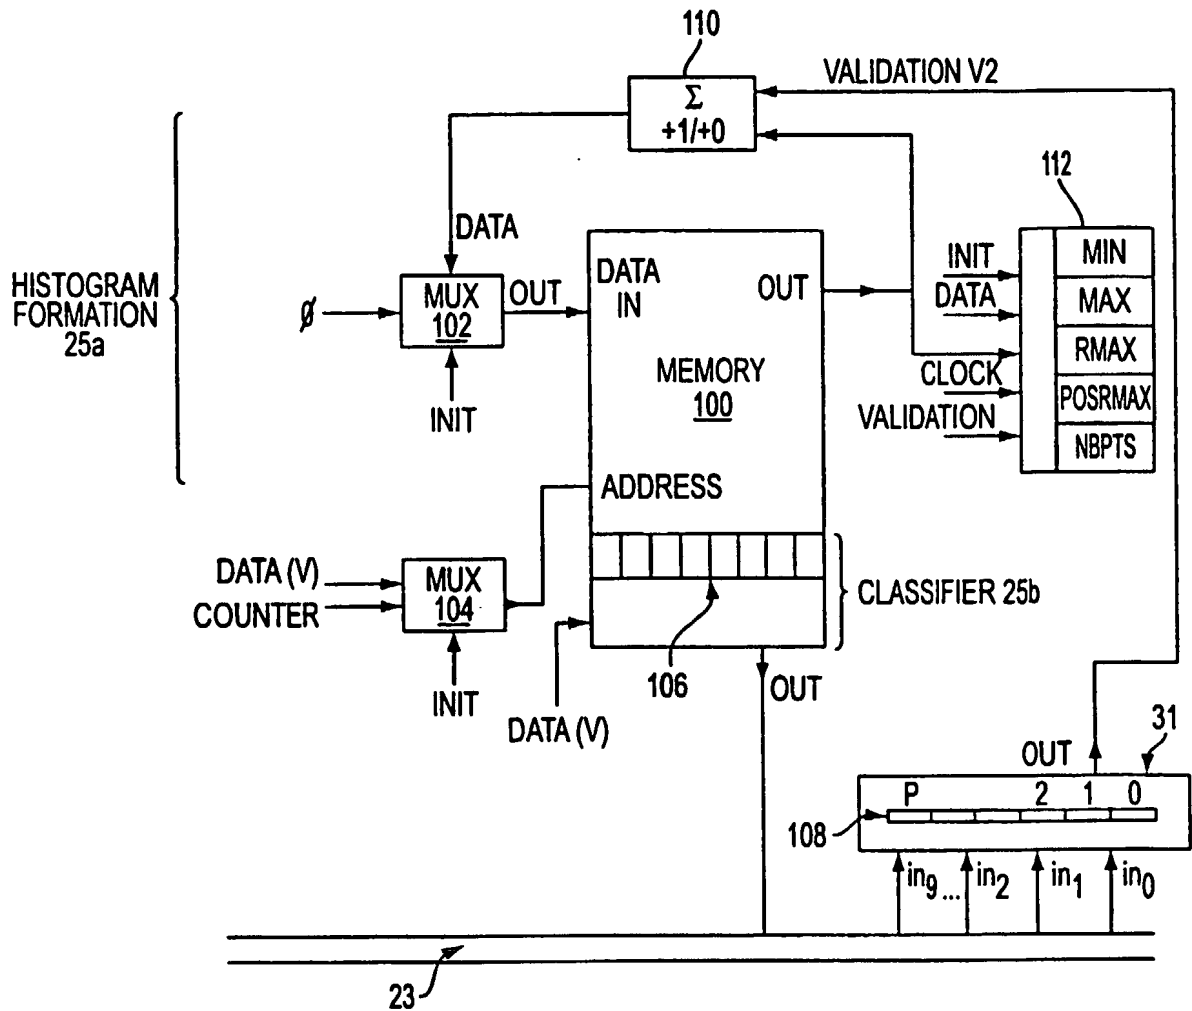 110
VALIDATION V2
Σ
+1/+0
112
DATA
HISTOGRAM
FORMATION
25a
Ø
MUX
102
OUT
INIT
DATA
IN
OUT
MEMORY
100
ADDRESS
INIT
DATA
CLOCK
VALIDATION
MIN
MAX
RMAX
POSRMAX
NBPTS
DATA (V)
COUNTER
MUX
104
INIT
DATA (V)
106
CLASSIFIER 25b
OUT
OUT
31
P 2 1 0
108
in9... in2 in1 in0
23